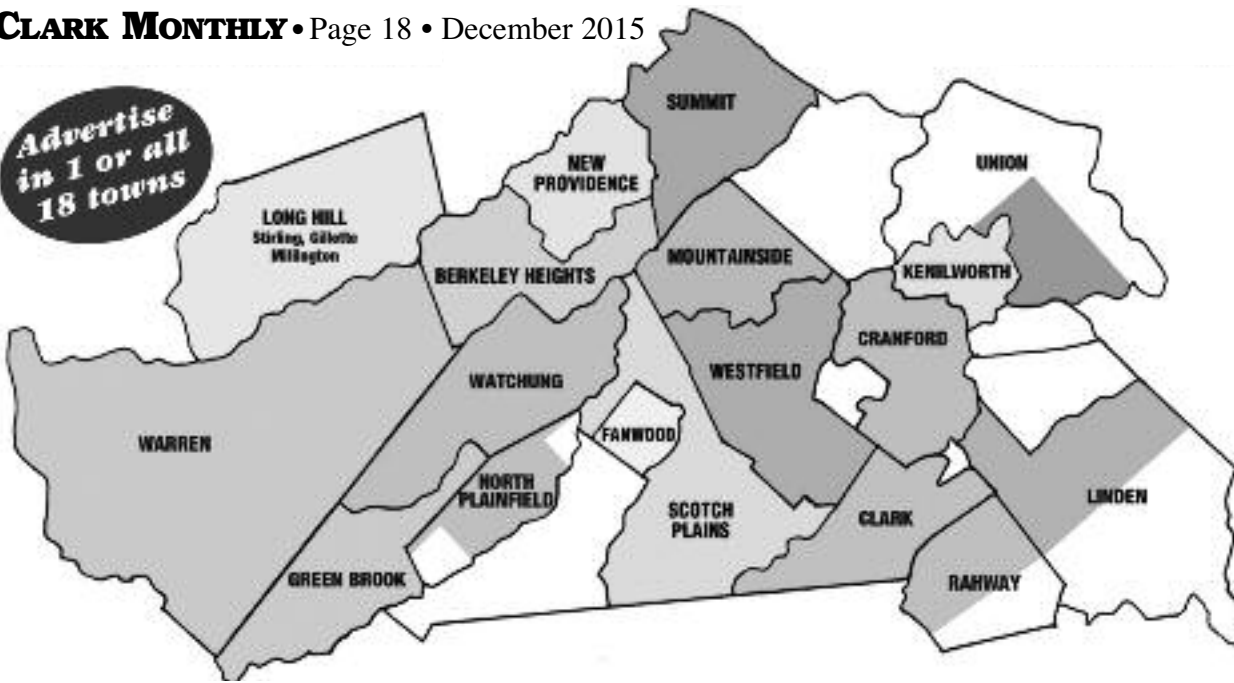 CLARK MONTHLY • Page 18 • December 2015
Advertise
in 1 or all
18 towns
SUMMIT
NEW
PROVIDENCE
UNION
LONG HILL
Stirling, Gillette
Millington
BERKELEY HEIGHTS
MOUNTAINSIDE
KENILWORTH
CRANFORD
WATCHUNG
WESTFIELD
WARREN
FANWOOD
NORTH
PLAINFIELD
SCOTCH
PLAINS
CLARK
LINDEN
GREEN BROOK
RAHWAY